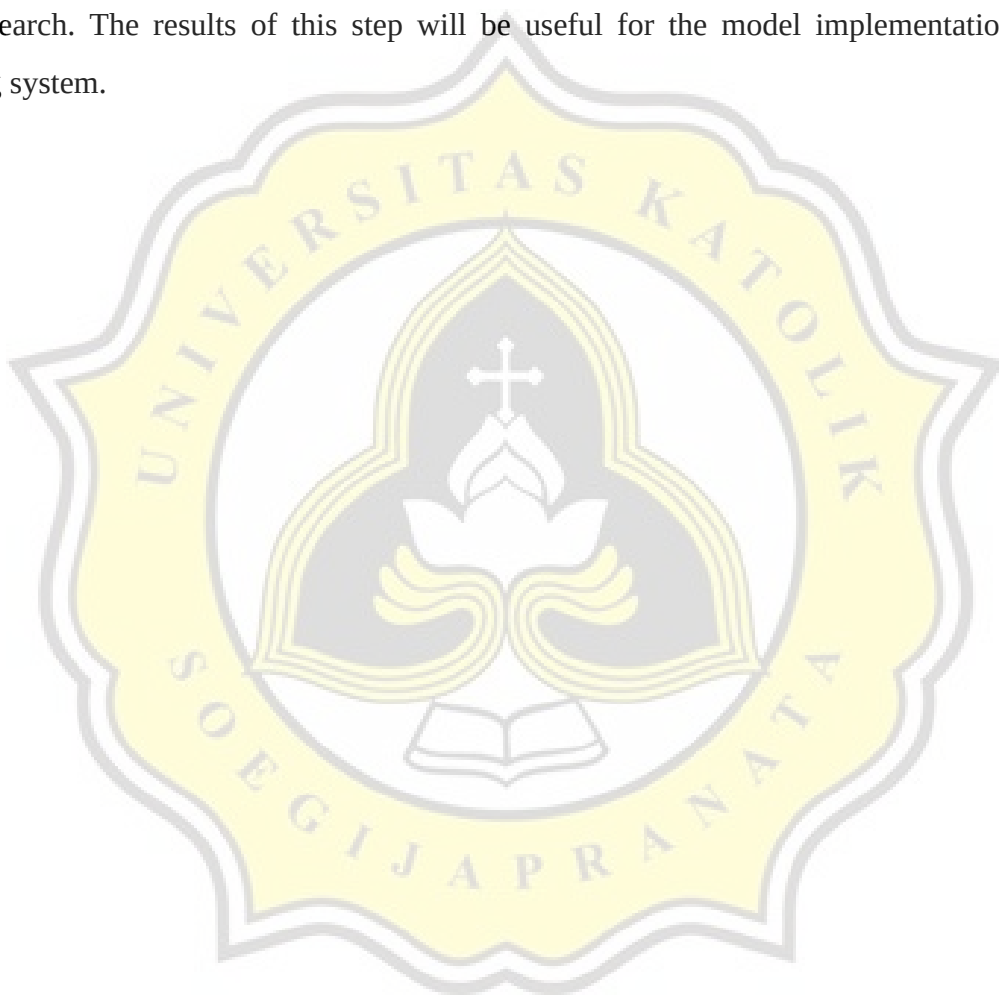 earch. The results of this step will be useful for the model implementatio
system.
UNIVERSITAS KATOLIK
SOEGIJAPRANATA